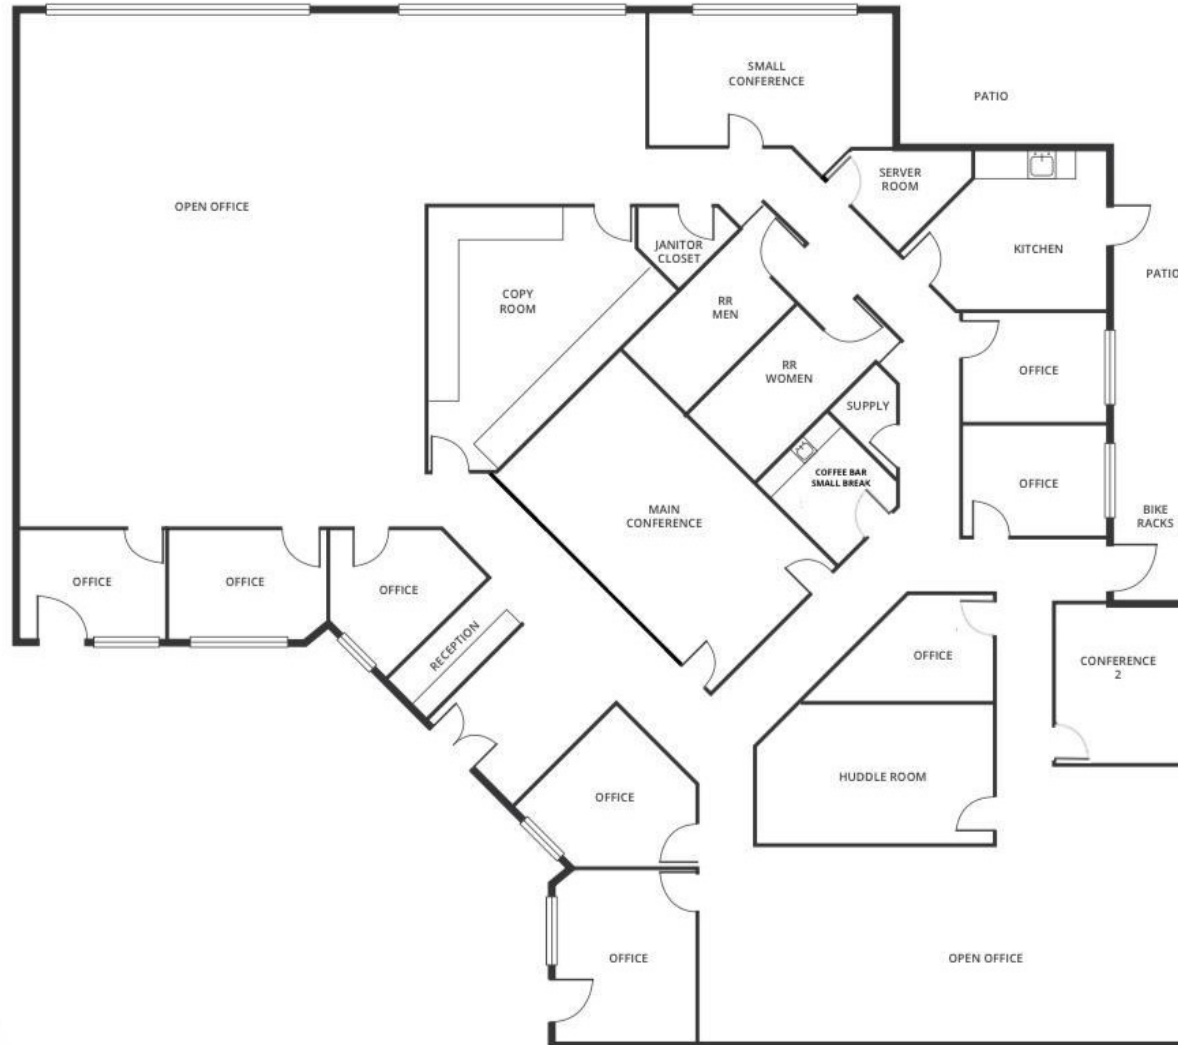 SMALL
CONFERENCE
PATIO
SERVER
ROOM
OPEN OFFICE
JANITOR
CLOSET
KITCHEN
PATIO
COPY
ROOM
RR
MEN
RR
WOMEN
OFFICE
SUPPLY
COFFEE BAR
SMALL BREAK
OFFICE
MAIN
CONFERENCE
BIKE
RACKS
OFFICE
OFFICE
OFFICE
RECEPTION
OFFICE
CONFERENCE
2
HUDDLE ROOM
OFFICE
OFFICE
OPEN OFFICE